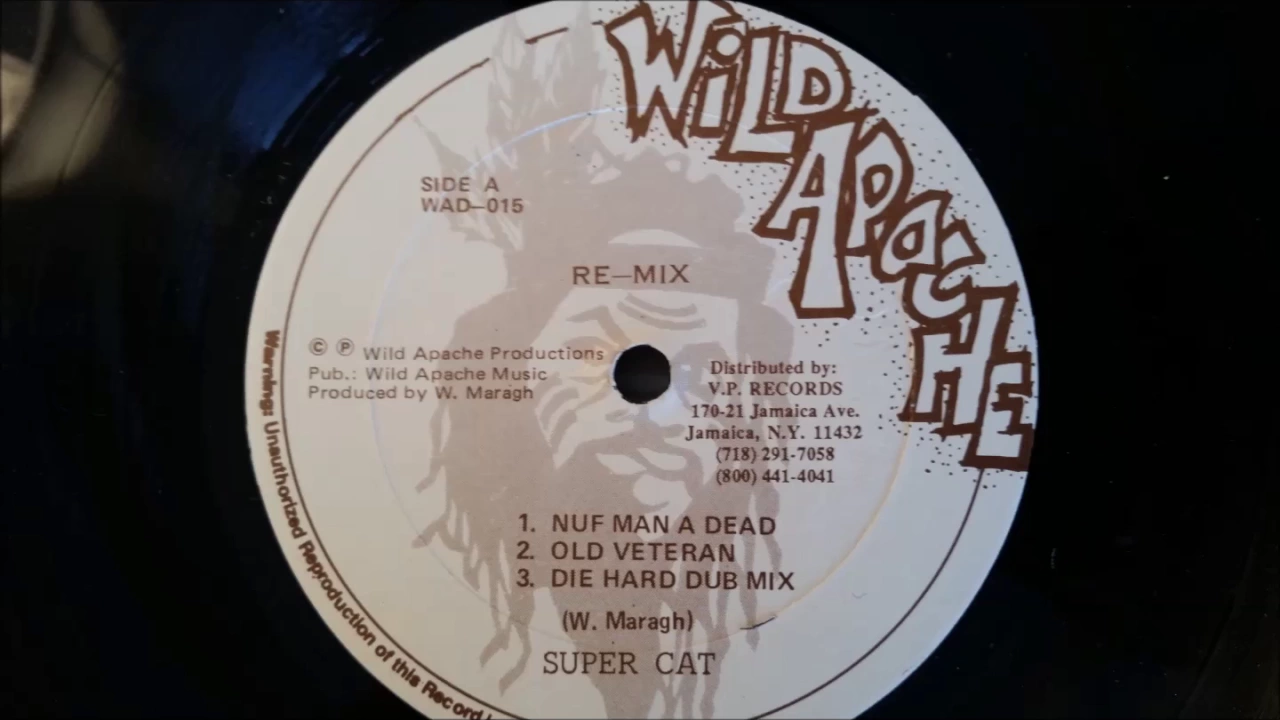 WiLD
APACHE
SIDE A
WAD—015
RE—MIX
© ℗ Wild Apache Productions
Pub.: Wild Apache Music
Produced by W. Maragh
Distributed by:
V.P. RECORDS
170-21 Jamaica Ave.
Jamaica, N.Y. 11432
(718) 291-7058
(800) 441-4041
1. NUF MAN A DEAD
2. OLD VETERAN
3. DIE HARD DUB MIX
(W. Maragh)
SUPER CAT
Warning: Unauthorized Reproduction of this Record